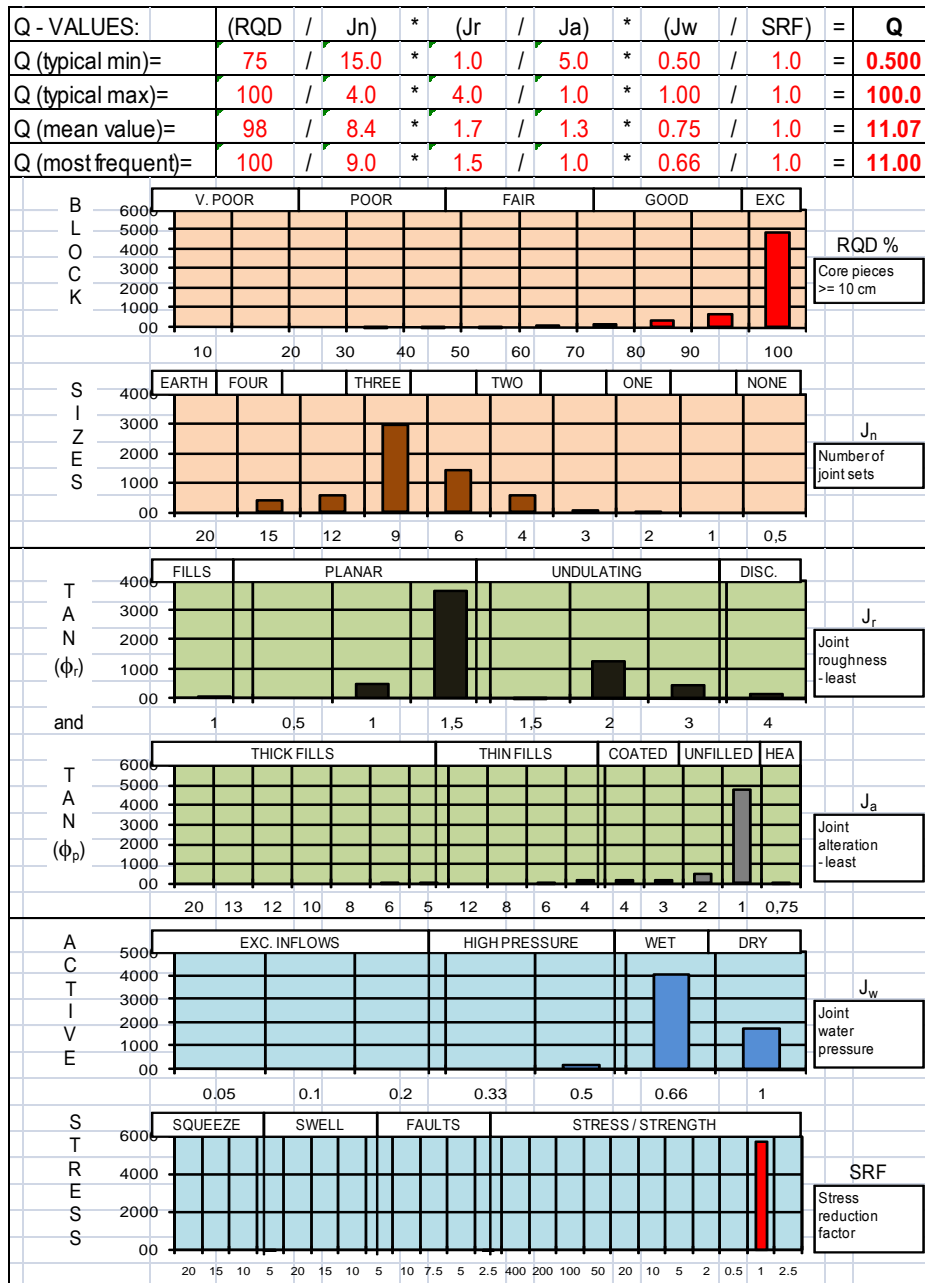 Q - VALUES: (RQD / Jn) * (Jr / Ja) * (Jw / SRF) = Q
Q (typical min)= 75 / 15.0 * 1.0 / 5.0 * 0.50 / 1.0 = 0.500
Q (typical max)= 100 / 4.0 * 4.0 / 1.0 * 1.00 / 1.0 = 100.0
Q (mean value)= 98 / 8.4 * 1.7 / 1.3 * 0.75 / 1.0 = 11.07
Q (most frequent)= 100 / 9.0 * 1.5 / 1.0 * 0.66 / 1.0 = 11.00
B
L
O
C
K
V. POOR POOR FAIR GOOD EXC
6000
5000
4000
3000
2000
1000
00
10 20 30 40 50 60 70 80 90 100
RQD %
Core pieces
>= 10 cm
S
I
Z
E
S
EARTH FOUR THREE TWO ONE NONE
4000
3000
2000
1000
00
20 15 12 9 6 4 3 2 1 0,5
Jn
Number of
joint sets
T
A
N
(ϕr)
and
FILLS PLANAR UNDULATING DISC.
4000
3000
2000
1000
00
1 0,5 1 1,5 1,5 2 3 4
Jr
Joint
roughness
- least
T
A
N
(ϕp)
THICK FILLS THIN FILLS COATED UNFILLED HEA
6000
5000
4000
3000
2000
1000
00
20 13 12 10 8 6 5 12 8 6 4 4 3 2 1 0,75
Ja
Joint
alteration
- least
A
C
T
I
V
E
EXC. INFLOWS HIGH PRESSURE WET DRY
5000
4000
3000
2000
1000
00
0.05 0.1 0.2 0.33 0.5 0.66 1
Jw
Joint
water
pressure
S
T
R
E
S
S
SQUEEZE SWELL FAULTS STRESS / STRENGTH
6000
4000
2000
00
20 15 10 5 20 15 10 5 10 7.5 5 2.5 400 200 100 50 20 10 5 2 0.5 1 2.5
SRF
Stress
reduction
factor